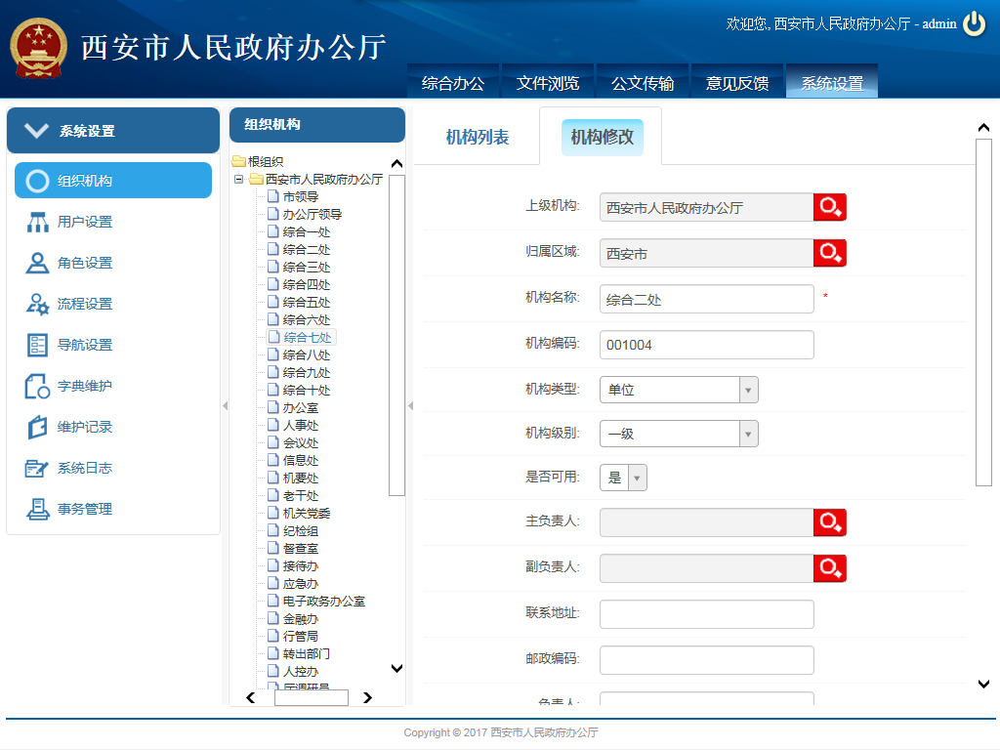 欢迎您, 西安市人民政府办公厅 - admin
西安市人民政府办公厅
综合办公
文件浏览
公文传输
意见反馈
系统设置
系统设置
组织机构
用户设置
角色设置
流程设置
导航设置
字典维护
维护记录
系统日志
事务管理
组织机构
根组织
西安市人民政府办公厅
市领导
办公厅领导
综合一处
综合二处
综合三处
综合四处
综合五处
综合六处
综合七处
综合八处
综合九处
综合十处
办公室
人事处
会议处
信息处
机要处
老干处
机关党委
纪检组
督查室
接待办
应急办
电子政务办公室
金融办
行管局
转出部门
人控办
厅调研员
机构列表
机构修改
上级机构: 西安市人民政府办公厅
归属区域: 西安市
机构名称: 综合二处 *
机构编码: 001004
机构类型: 单位
机构级别: 一级
是否可用: 是
主负责人:
副负责人:
联系地址:
邮政编码:
负责人:
Copyright © 2017 西安市人民政府办公厅